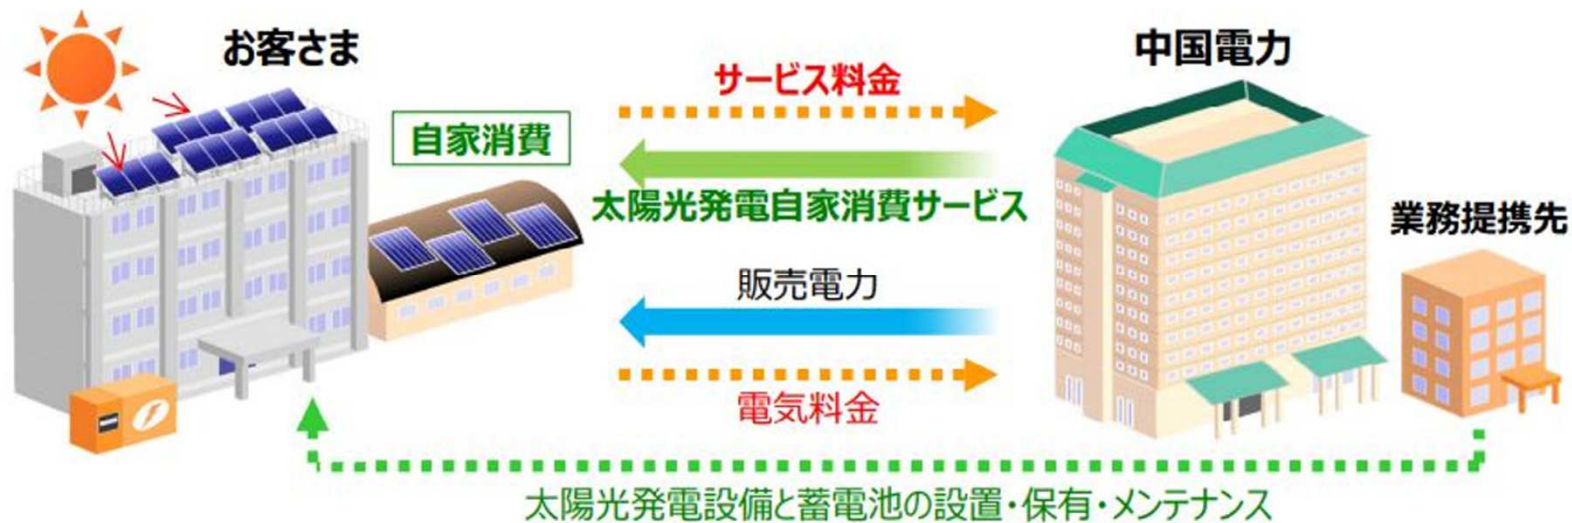 お客さま
中国電力
サービス料金
自家消費
太陽光発電自家消費サービス
業務提携先
販売電力
電気料金
太陽光発電設備と蓄電池の設置・保有・メンテナンス